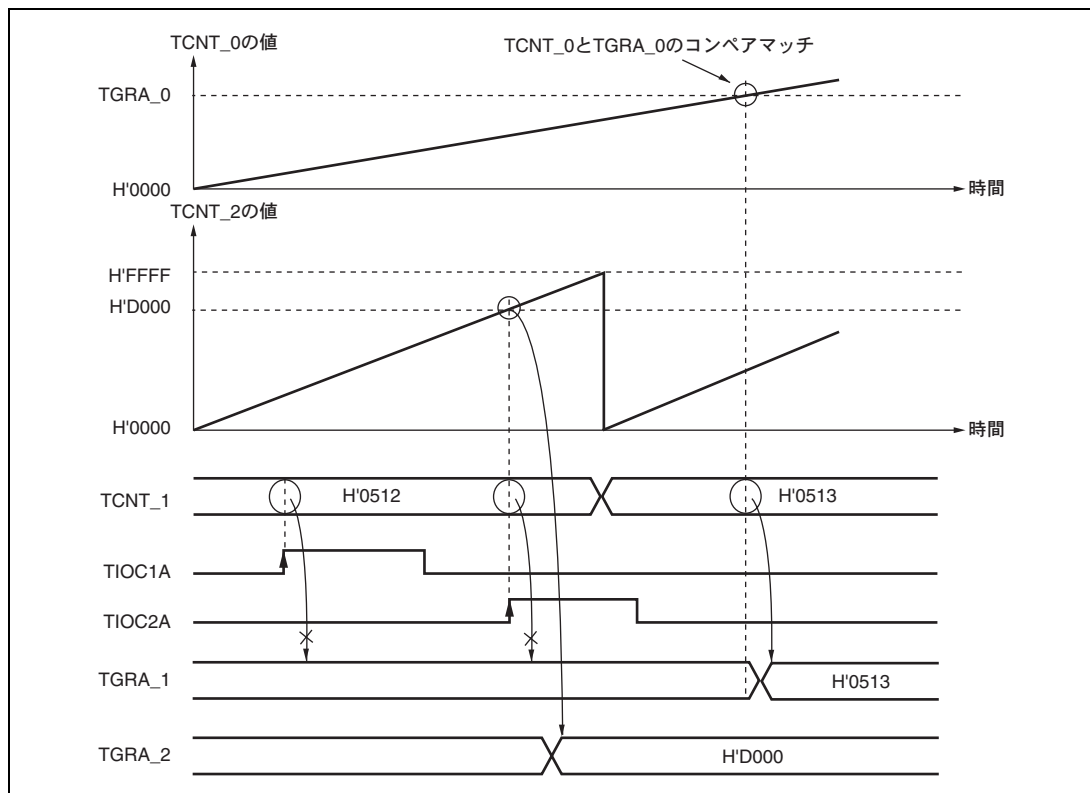 TCNT_0の値
TCNT_0とTGRA_0のコンペアマッチ
TGRA_0
H'0000
時間
TCNT_2の値
H'FFFF
H'D000
H'0000
時間
TCNT_1
H'0512
H'0513
TIOC1A
TIOC2A
TGRA_1
H'0513
TGRA_2
H'D000